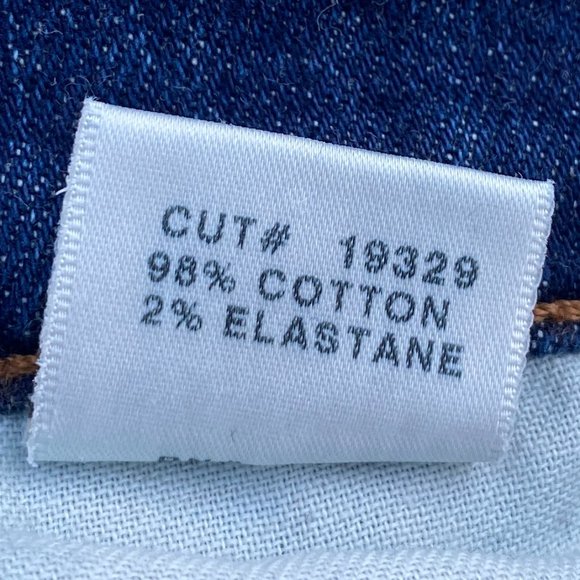 CUT# 19329
98% COTTON
2% ELASTANE